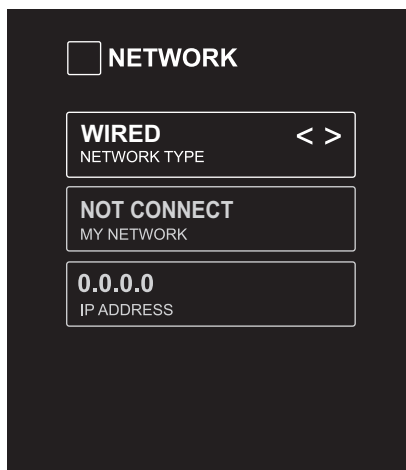 NETWORK
WIRED < >
NETWORK TYPE
NOT CONNECT
MY NETWORK
0.0.0.0
IP ADDRESS